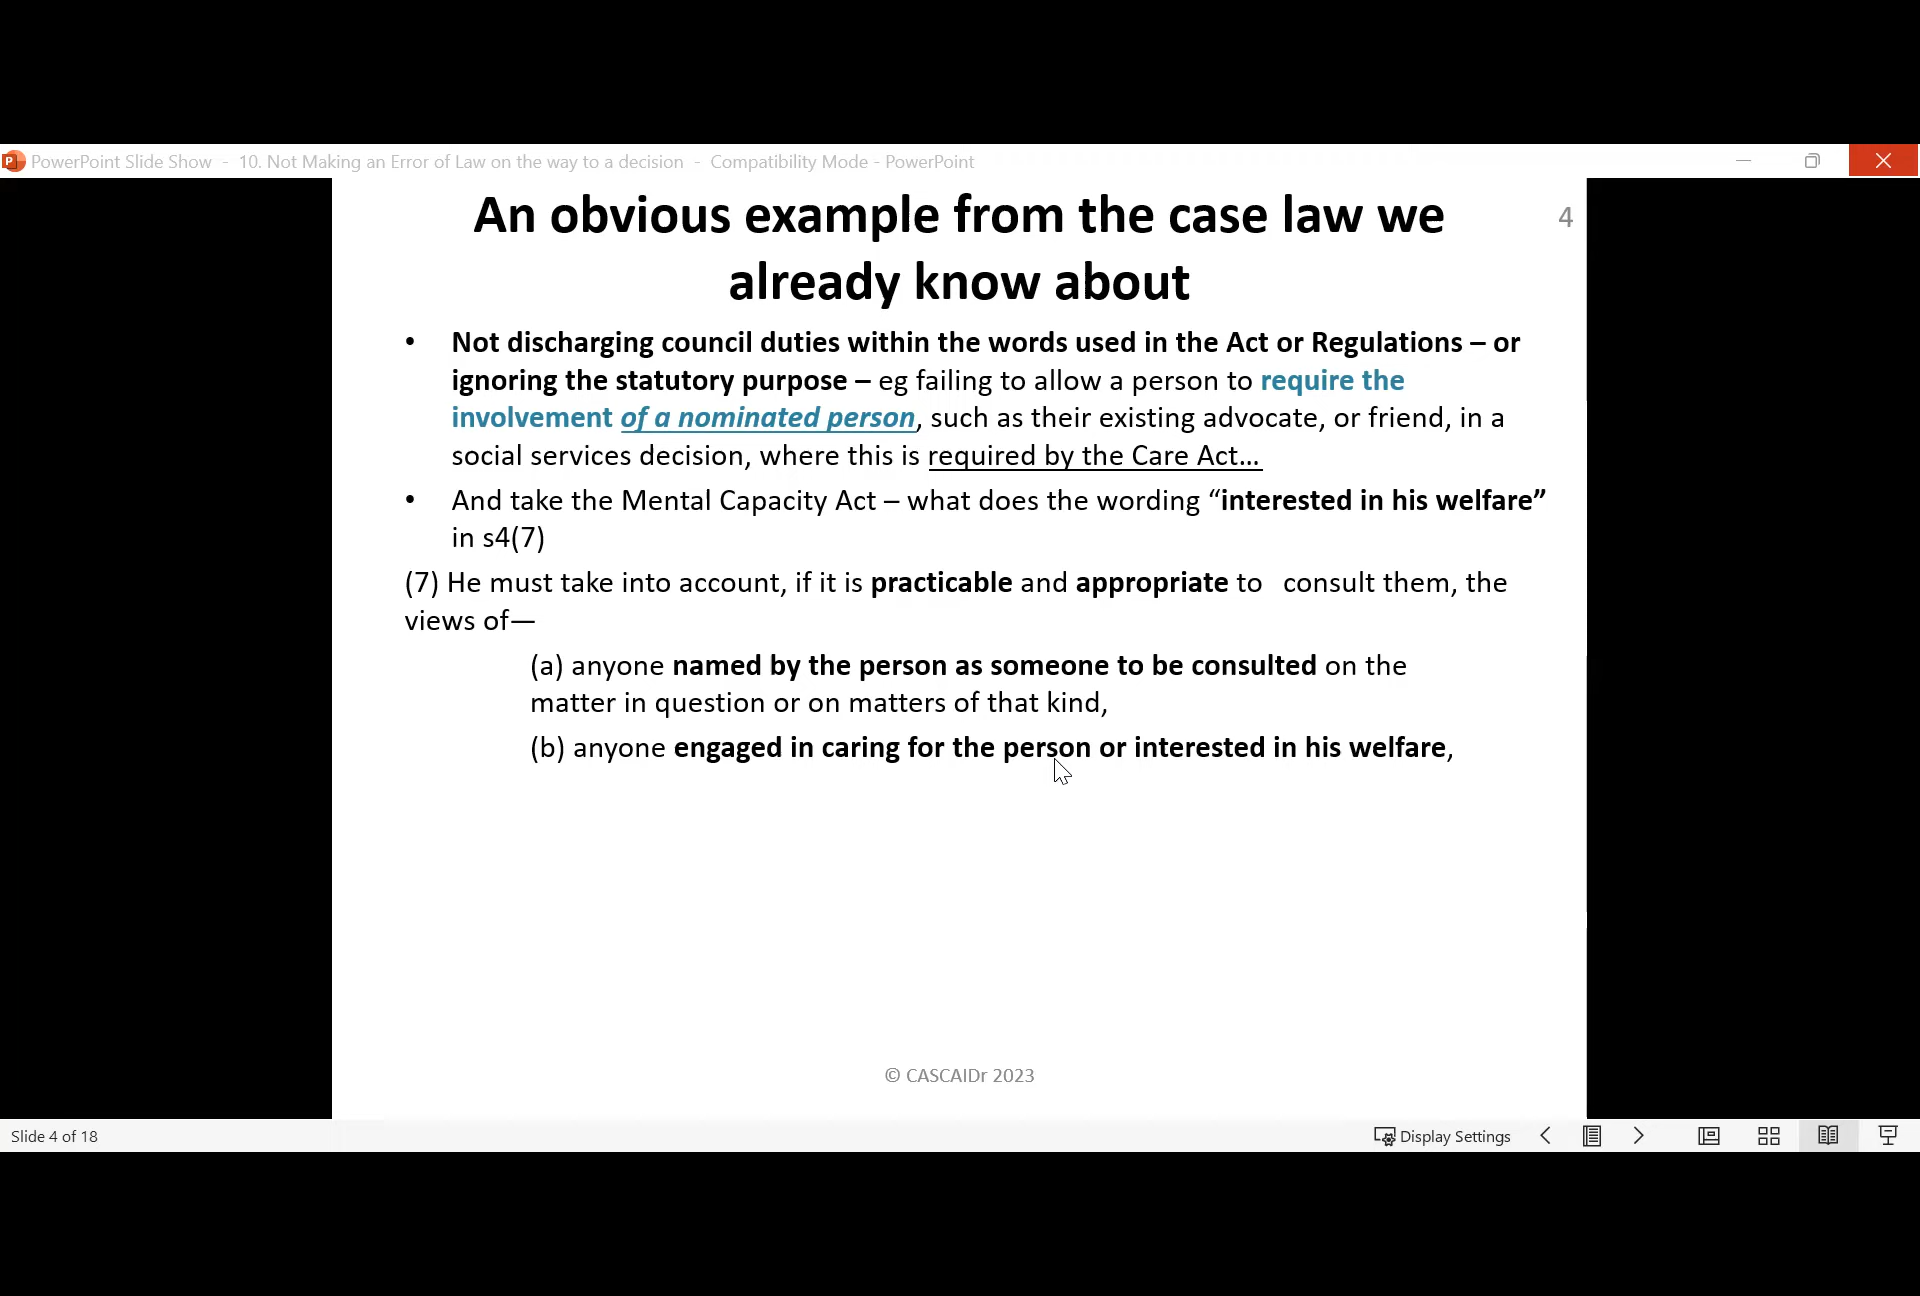 PowerPoint Slide Show - 10. Not Making an Error of Law on the way to a decision - Compatibility Mode - PowerPoint
An obvious example from the case law we
4
already know about
• Not discharging council duties within the words used in the Act or Regulations – or
ignoring the statutory purpose – eg failing to allow a person to require the
involvement of a nominated person, such as their existing advocate, or friend, in a
social services decision, where this is required by the Care Act…
• And take the Mental Capacity Act – what does the wording “interested in his welfare”
in s4(7)
(7) He must take into account, if it is practicable and appropriate to consult them, the
views of—
(a) anyone named by the person as someone to be consulted on the
matter in question or on matters of that kind,
(b) anyone engaged in caring for the person or interested in his welfare,
© CASCAIDr 2023
Slide 4 of 18
Display Settings